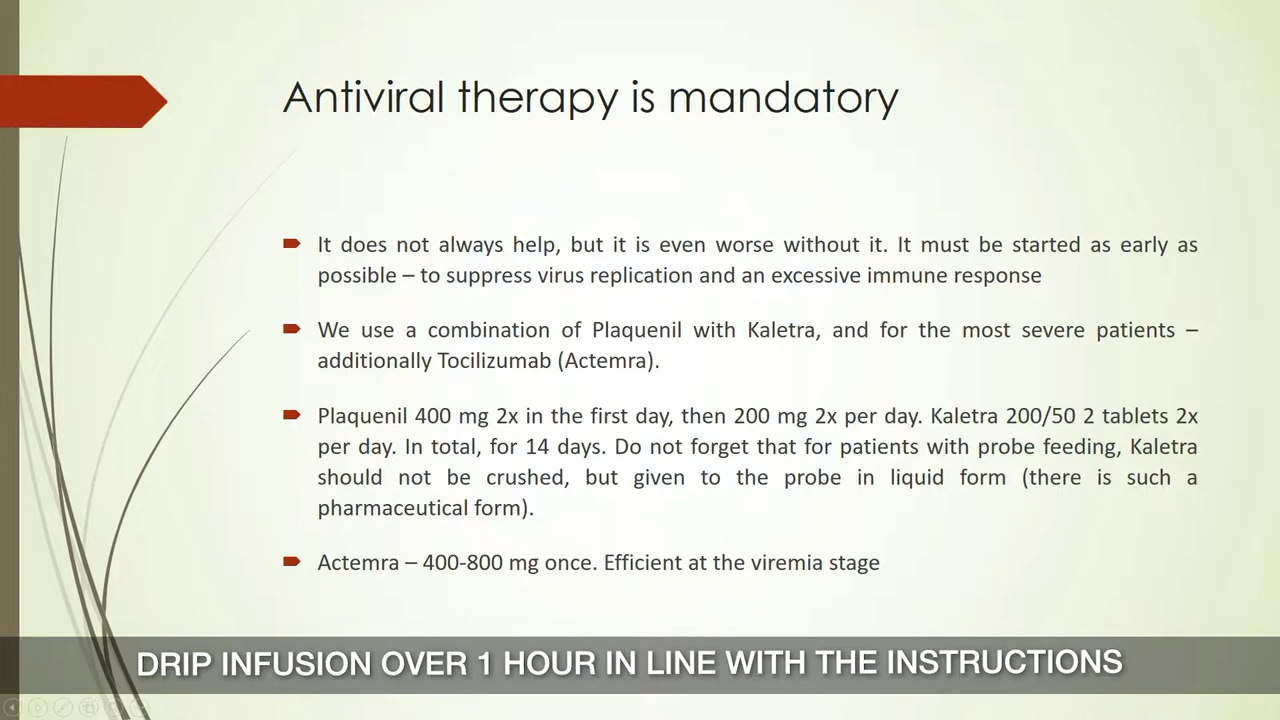 Antiviral therapy is mandatory
It does not always help, but it is even worse without it. It must be started as early as
possible – to suppress virus replication and an excessive immune response
We use a combination of Plaquenil with Kaletra, and for the most severe patients –
additionally Tocilizumab (Actemra).
Plaquenil 400 mg 2x in the first day, then 200 mg 2x per day. Kaletra 200/50 2 tablets 2x
per day. In total, for 14 days. Do not forget that for patients with probe feeding, Kaletra
should not be crushed, but given to the probe in liquid form (there is such a
pharmaceutical form).
Actemra – 400-800 mg once. Efficient at the viremia stage
DRIP INFUSION OVER 1 HOUR IN LINE WITH THE INSTRUCTIONS